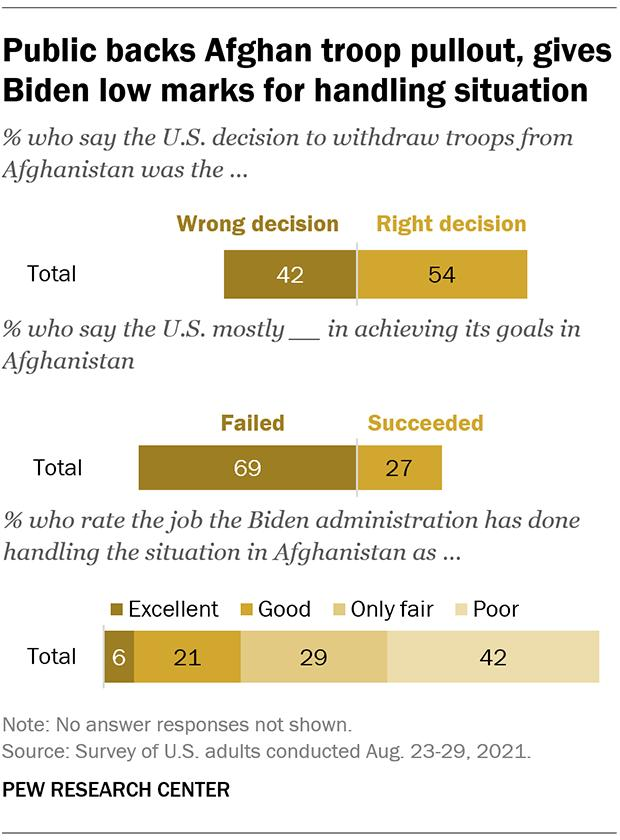 Public backs Afghan troop pullout, gives
Biden low marks for handling situation
% who say the U.S. decision to withdraw troops from
Afghanistan was the ...
Wrong decision Right decision
Total 42 54
% who say the U.S. mostly __ in achieving its goals in
Afghanistan
Failed Succeeded
Total 69 27
% who rate the job the Biden administration has done
handling the situation in Afghanistan as ...
Excellent Good Only fair Poor
Total 6 21 29 42
Note: No answer responses not shown.
Source: Survey of U.S. adults conducted Aug. 23-29, 2021.
PEW RESEARCH CENTER